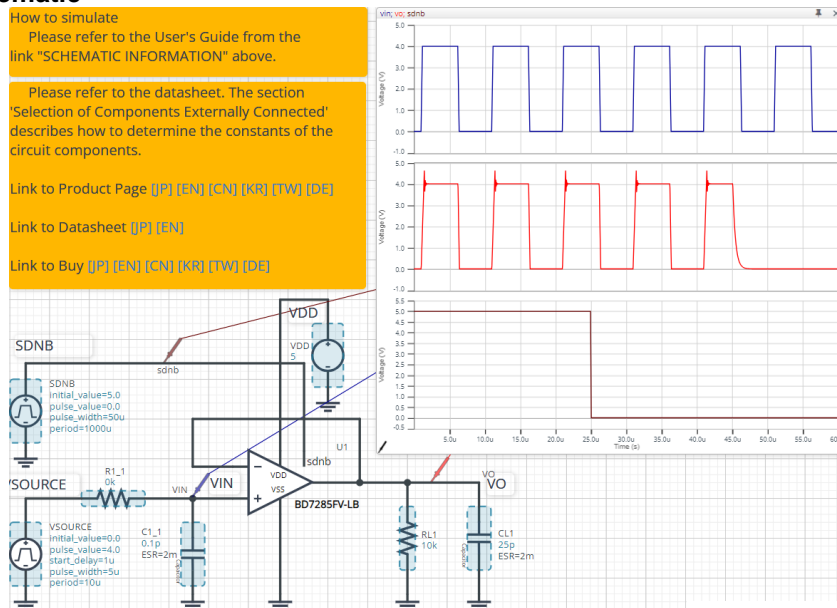 How to simulate
Please refer to the User's Guide from the
link "SCHEMATIC INFORMATION" above.
Please refer to the datasheet. The section
'Selection of Components Externally Connected'
describes how to determine the constants of the
circuit components.
Link to Product Page [JP] [EN] [CN] [KR] [TW] [DE]
Link to Datasheet [JP] [EN]
Link to Buy [JP] [EN] [CN] [KR] [TW] [DE]
vin; vo; sdnb
Voltage (V)
5.0
4.0
3.0
2.0
1.0
0.0
-1.0
Voltage (V)
5.0
4.0
3.0
2.0
1.0
0.0
-1.0
Voltage (V)
5.5
5.0
4.5
4.0
3.5
3.0
2.5
2.0
1.5
1.0
0.5
0.0
-0.5
5.0u 10.0u 15.0u 20.0u 25.0u 30.0u 35.0u 40.0u 45.0u 50.0u 55.0u
Time (s)
SDNB
sdnb
SDNB
initial_value=5.0
pulse_value=0.0
pulse_width=50u
period=1000u
VDD
VDD
5
U1
sdnb
VDD
VSS
BD7285FV-LB
VSOURCE
R1_1
0k
VIN
VIN
VSOURCE
initial_value=0.0
pulse_value=4.0
start_delay=1u
pulse_width=5u
period=10u
C1_1
0.1p
ESR=2m
VO
VO
RL1
10k
CL1
25p
ESR=2m